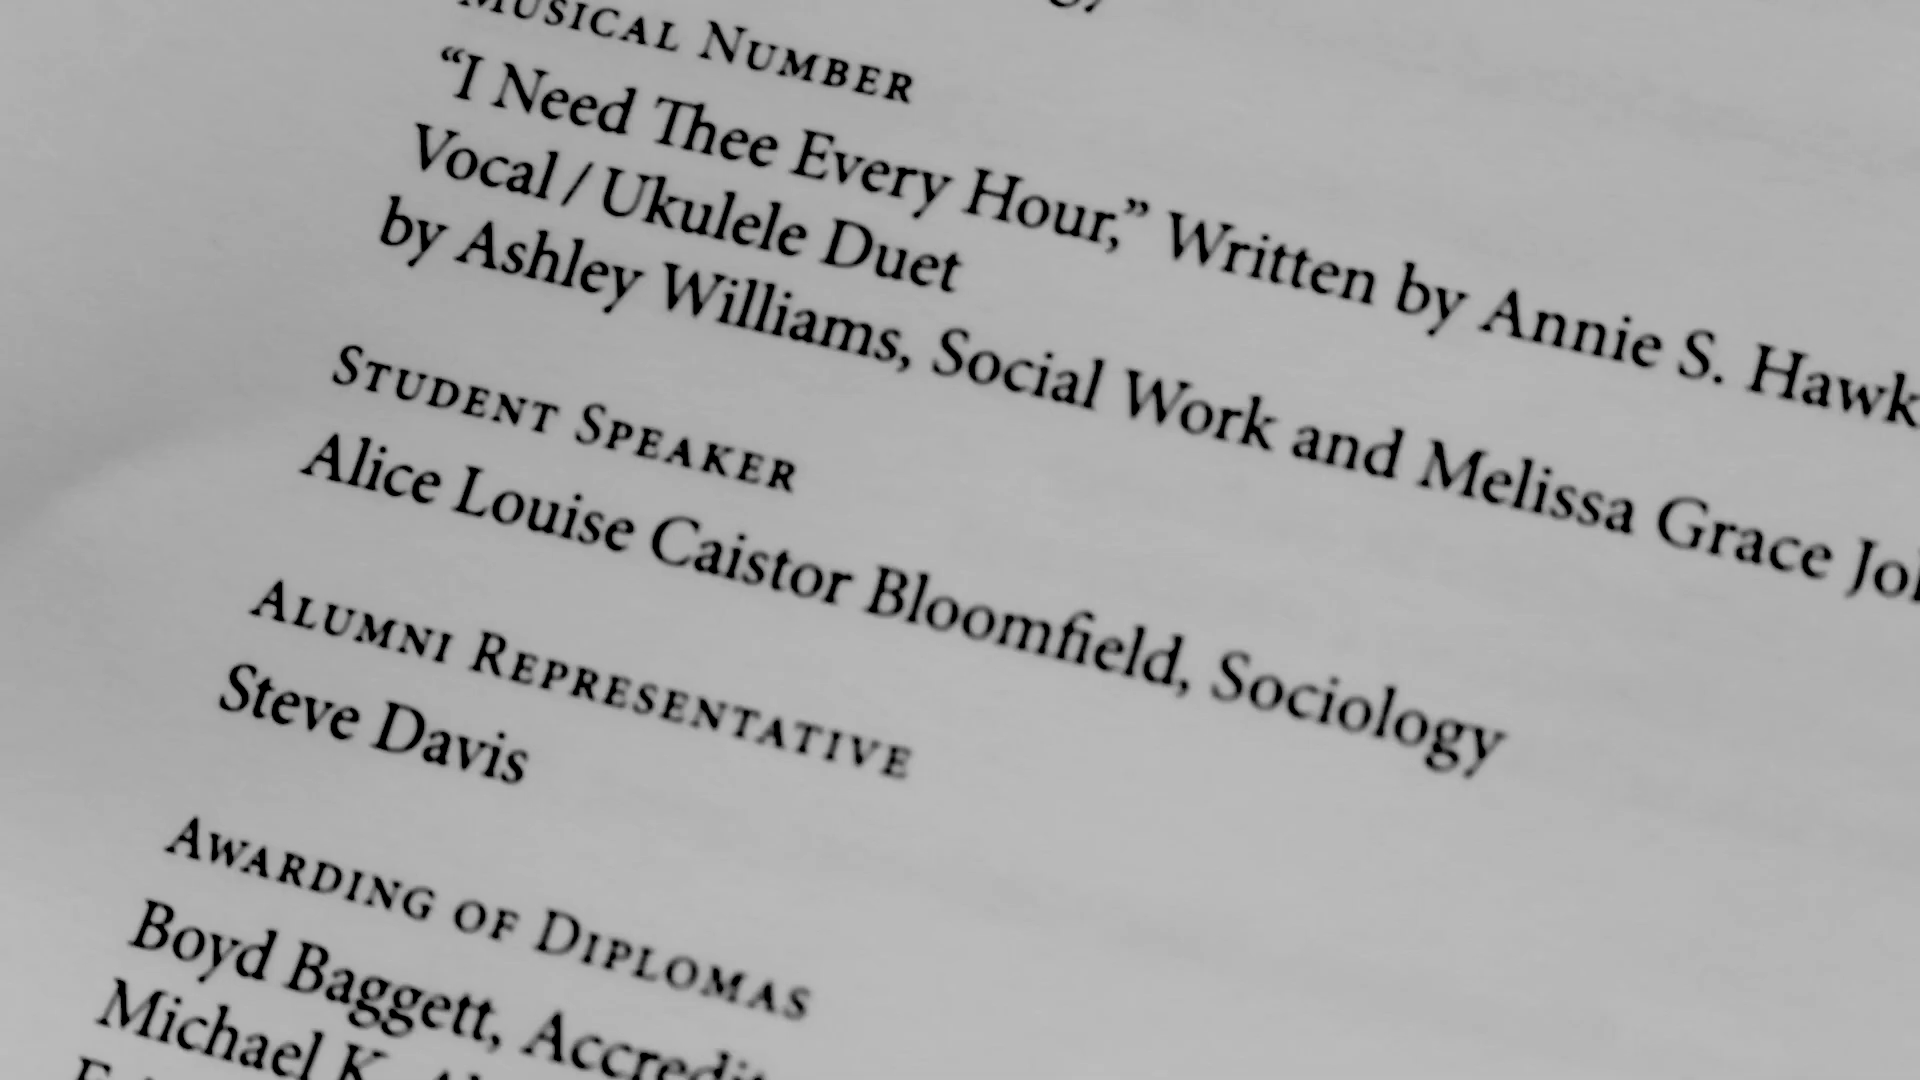 MUSICAL NUMBER
“I Need Thee Every Hour,” Written by Annie S.
Vocal / Ukulele Duet
by Ashley Williams, Social Work and Melissa Grace
STUDENT SPEAKER
Alice Louise Caistor Bloomfield, Sociology
ALUMNI REPRESENTATIVE
Steve Davis
AWARDING OF DIPLOMAS
Boyd Baggett,
Michael K.